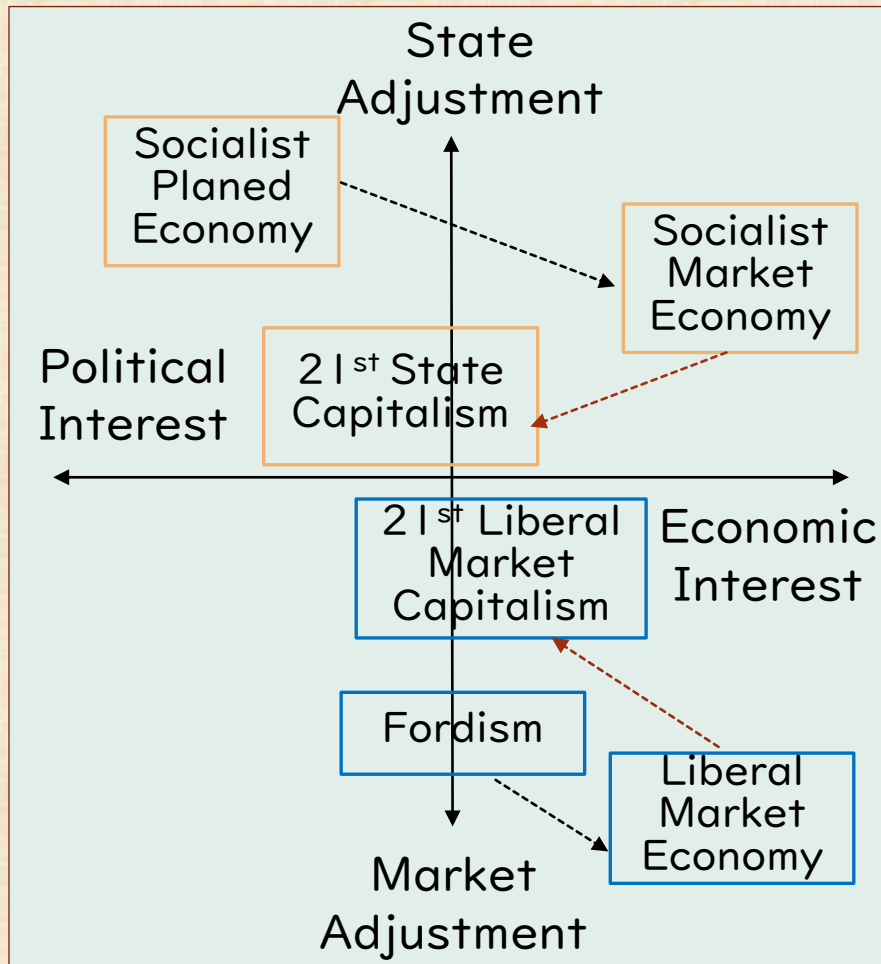 State
Adjustment
Socialist
Planed
Economy
Socialist
Market
Economy
Political
Interest
21st State
Capitalism
21st Liberal
Market
Capitalism
Economic
Interest
Fordism
Liberal
Market
Economy
Market
Adjustment